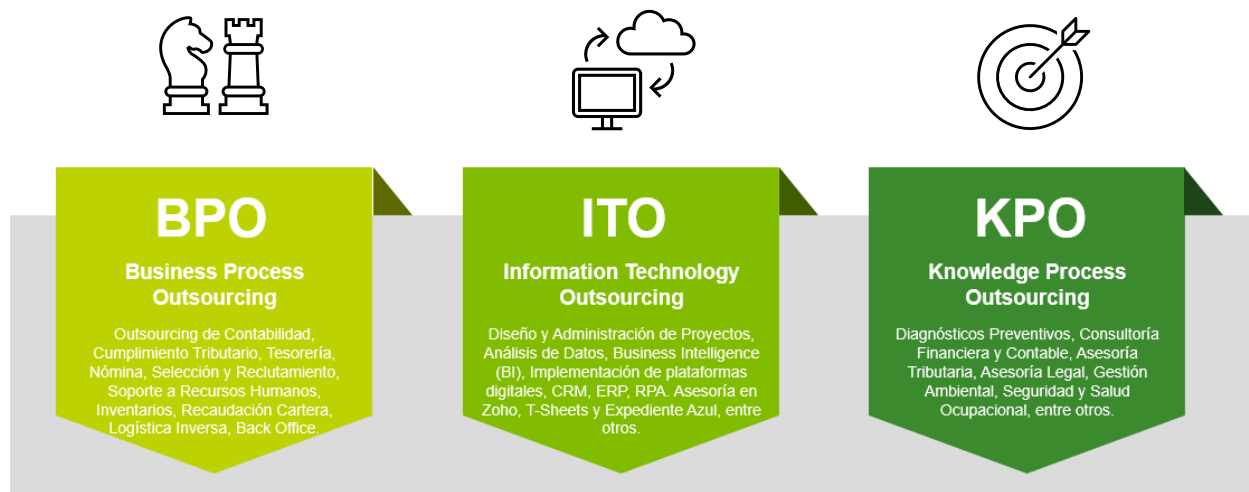 BPO
Business Process
Outsourcing
Outsourcing de Contabilidad,
Cumplimiento Tributario, Tesorería,
Nómina, Selección y Reclutamiento,
Soporte a Recursos Humanos,
Inventarios, Recaudación Cartera,
Logística Inversa, Back Office.
ITO
Information Technology
Outsourcing
Diseño y Administración de Proyectos,
Análisis de Datos, Business Intelligence
(BI), Implementación de plataformas
digitales, CRM, ERP, RPA. Asesoría en
Zoho, T-Sheets y Expediente Azul, entre
otros.
KPO
Knowledge Process
Outsourcing
Diagnósticos Preventivos, Consultoría
Financiera y Contable, Asesoría
Tributaria, Asesoría Legal, Gestión
Ambiental, Seguridad y Salud
Ocupacional, entre otros.